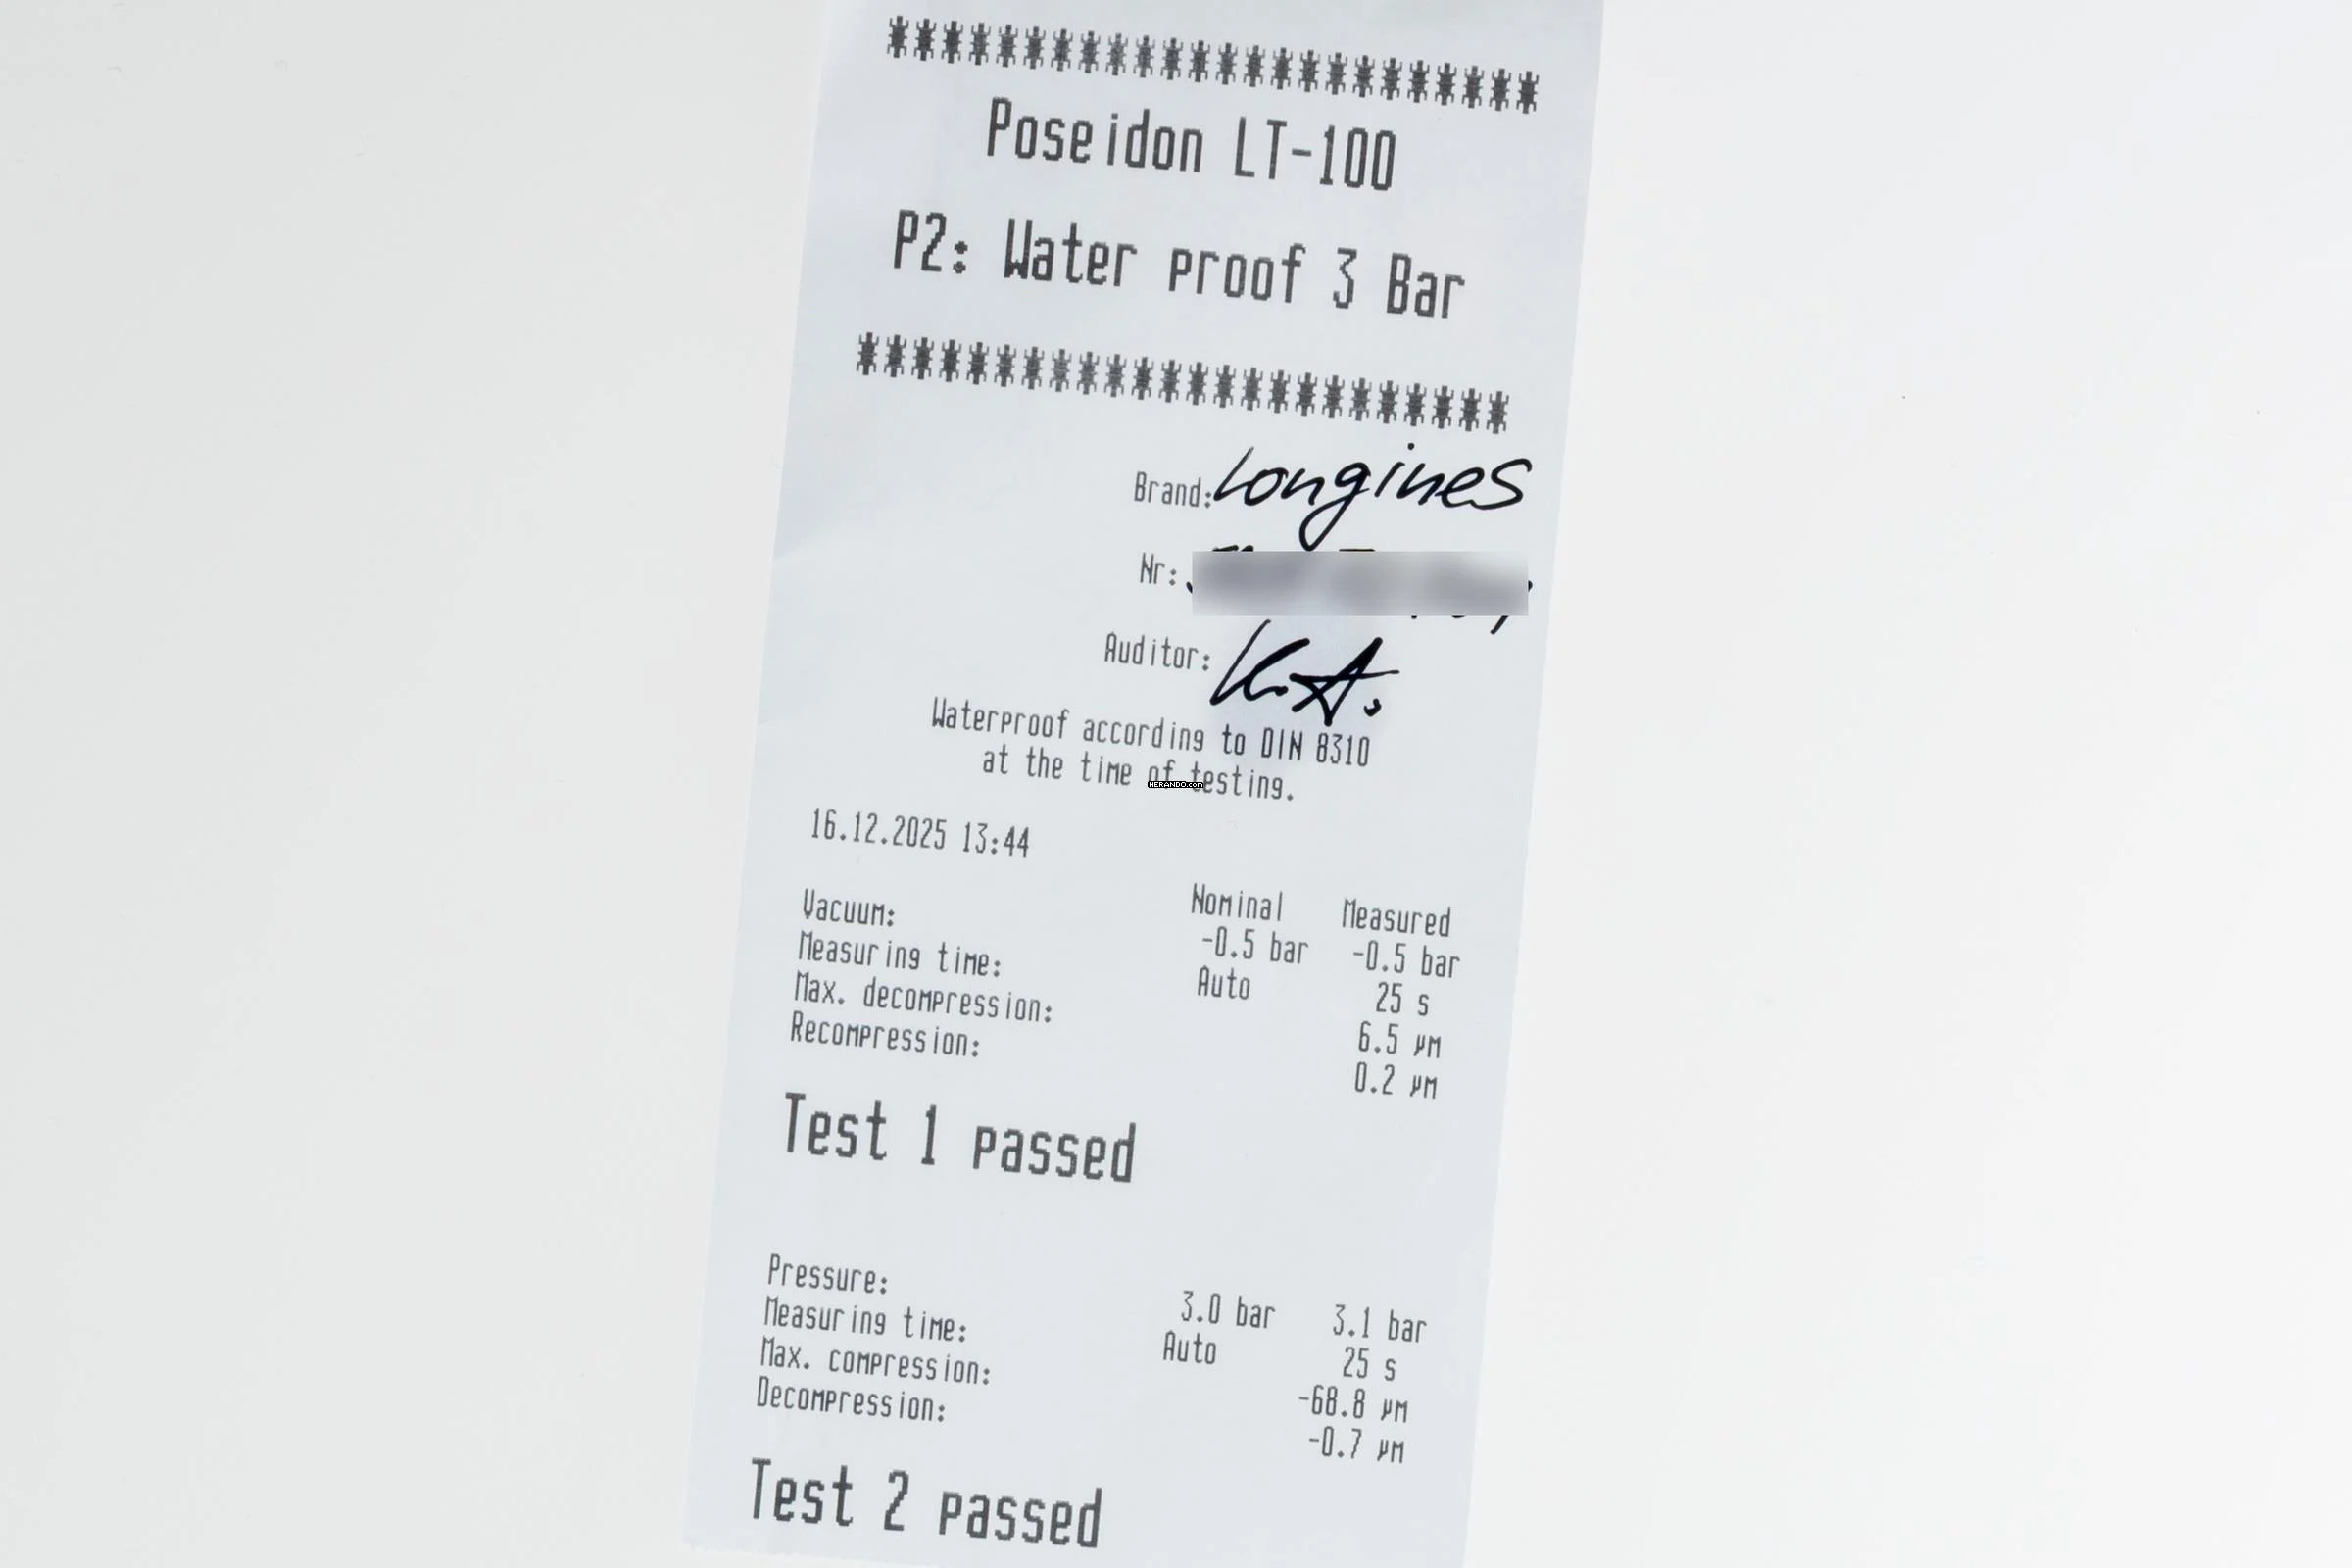 ************************
Poseidon LT-100
P2: Water proof 3 Bar
************************
Brand: Longines
Nr:
Auditor: K.A.
Waterproof according to DIN 8310
at the time of testing.
HERANDO.com
16.12.2025 13:44
Nominal Measured
Vacuum: -0.5 bar -0.5 bar
Measuring time: Auto 25 s
Max. decompression: 6.5 µm
Recompression: 0.2 µm
Test 1 passed
Pressure: 3.0 bar 3.1 bar
Measuring time: Auto 25 s
Max. compression: -68.8 µm
Decompression: -0.7 µm
Test 2 passed